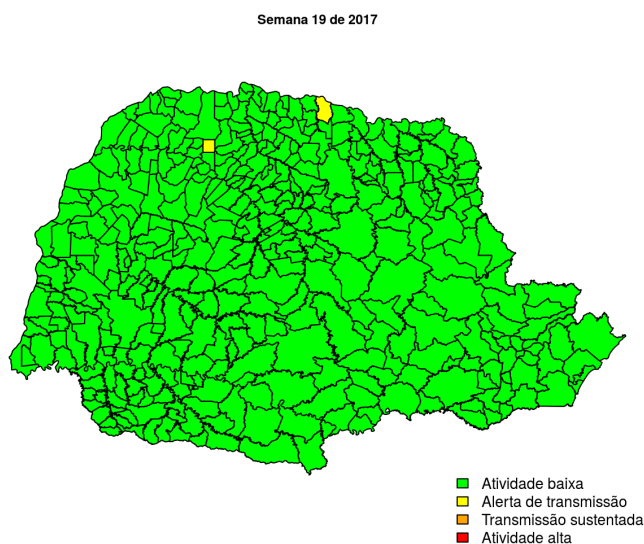 Semana 19 de 2017
Atividade baixa
Alerta de transmissão
Transmissão sustentada
Atividade alta